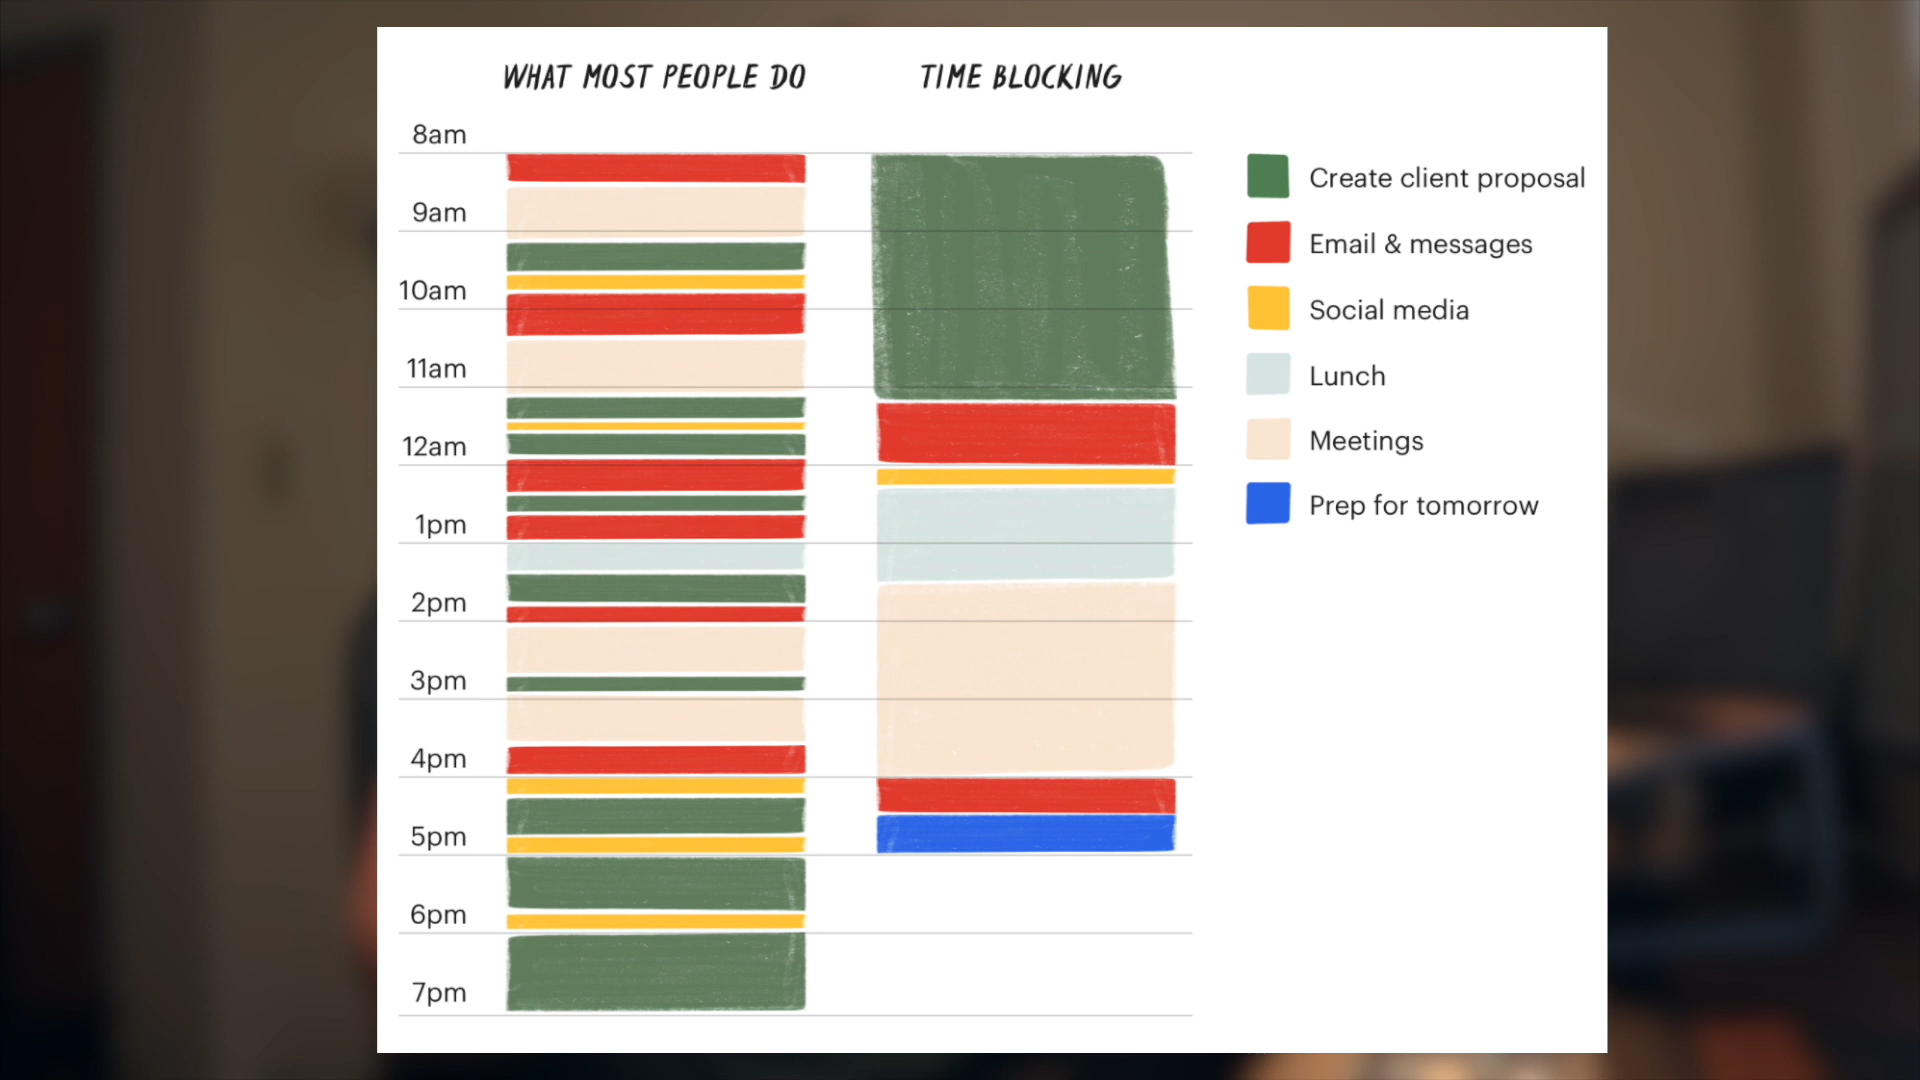 WHAT MOST PEOPLE DO
TIME BLOCKING
8am
9am
10am
11am
12am
1pm
2pm
3pm
4pm
5pm
6pm
7pm
Create client proposal
Email & messages
Social media
Lunch
Meetings
Prep for tomorrow